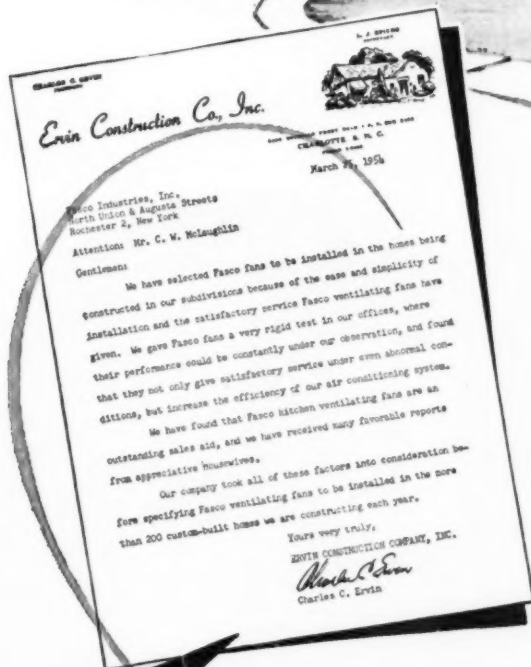 CHARLES C. ERVIN
L. J. ERVIN
Ervin Construction Co., Inc.
CHARLOTTE 8, N. C.
March 25, 1954
Fasco Industries, Inc.
North Union & Augusta Streets
Rochester 2, New York
Attention: Mr. C. W. McLaughlin
Gentlemen:
We have selected Fasco fans to be installed in the homes being
constructed in our subdivisions because of the ease and simplicity of
installation and the satisfactory service Fasco ventilating fans have
given. We gave Fasco fans a very rigid test in our offices, where
their performance could be constantly under our observation, and found
that they not only give satisfactory service under even abnormal con-
ditions, but increase the efficiency of our air conditioning system.
We have found that Fasco kitchen ventilating fans are an
outstanding sales aid, and we have received many favorable reports
from appreciative housewives.
Our company took all of these factors into consideration be-
fore specifying Fasco ventilating fans to be installed in the more
than 200 custom-built homes we are constructing each year.
Yours very truly,
ERVIN CONSTRUCTION COMPANY, INC.
Charles C. Ervin
Charles C. Ervin